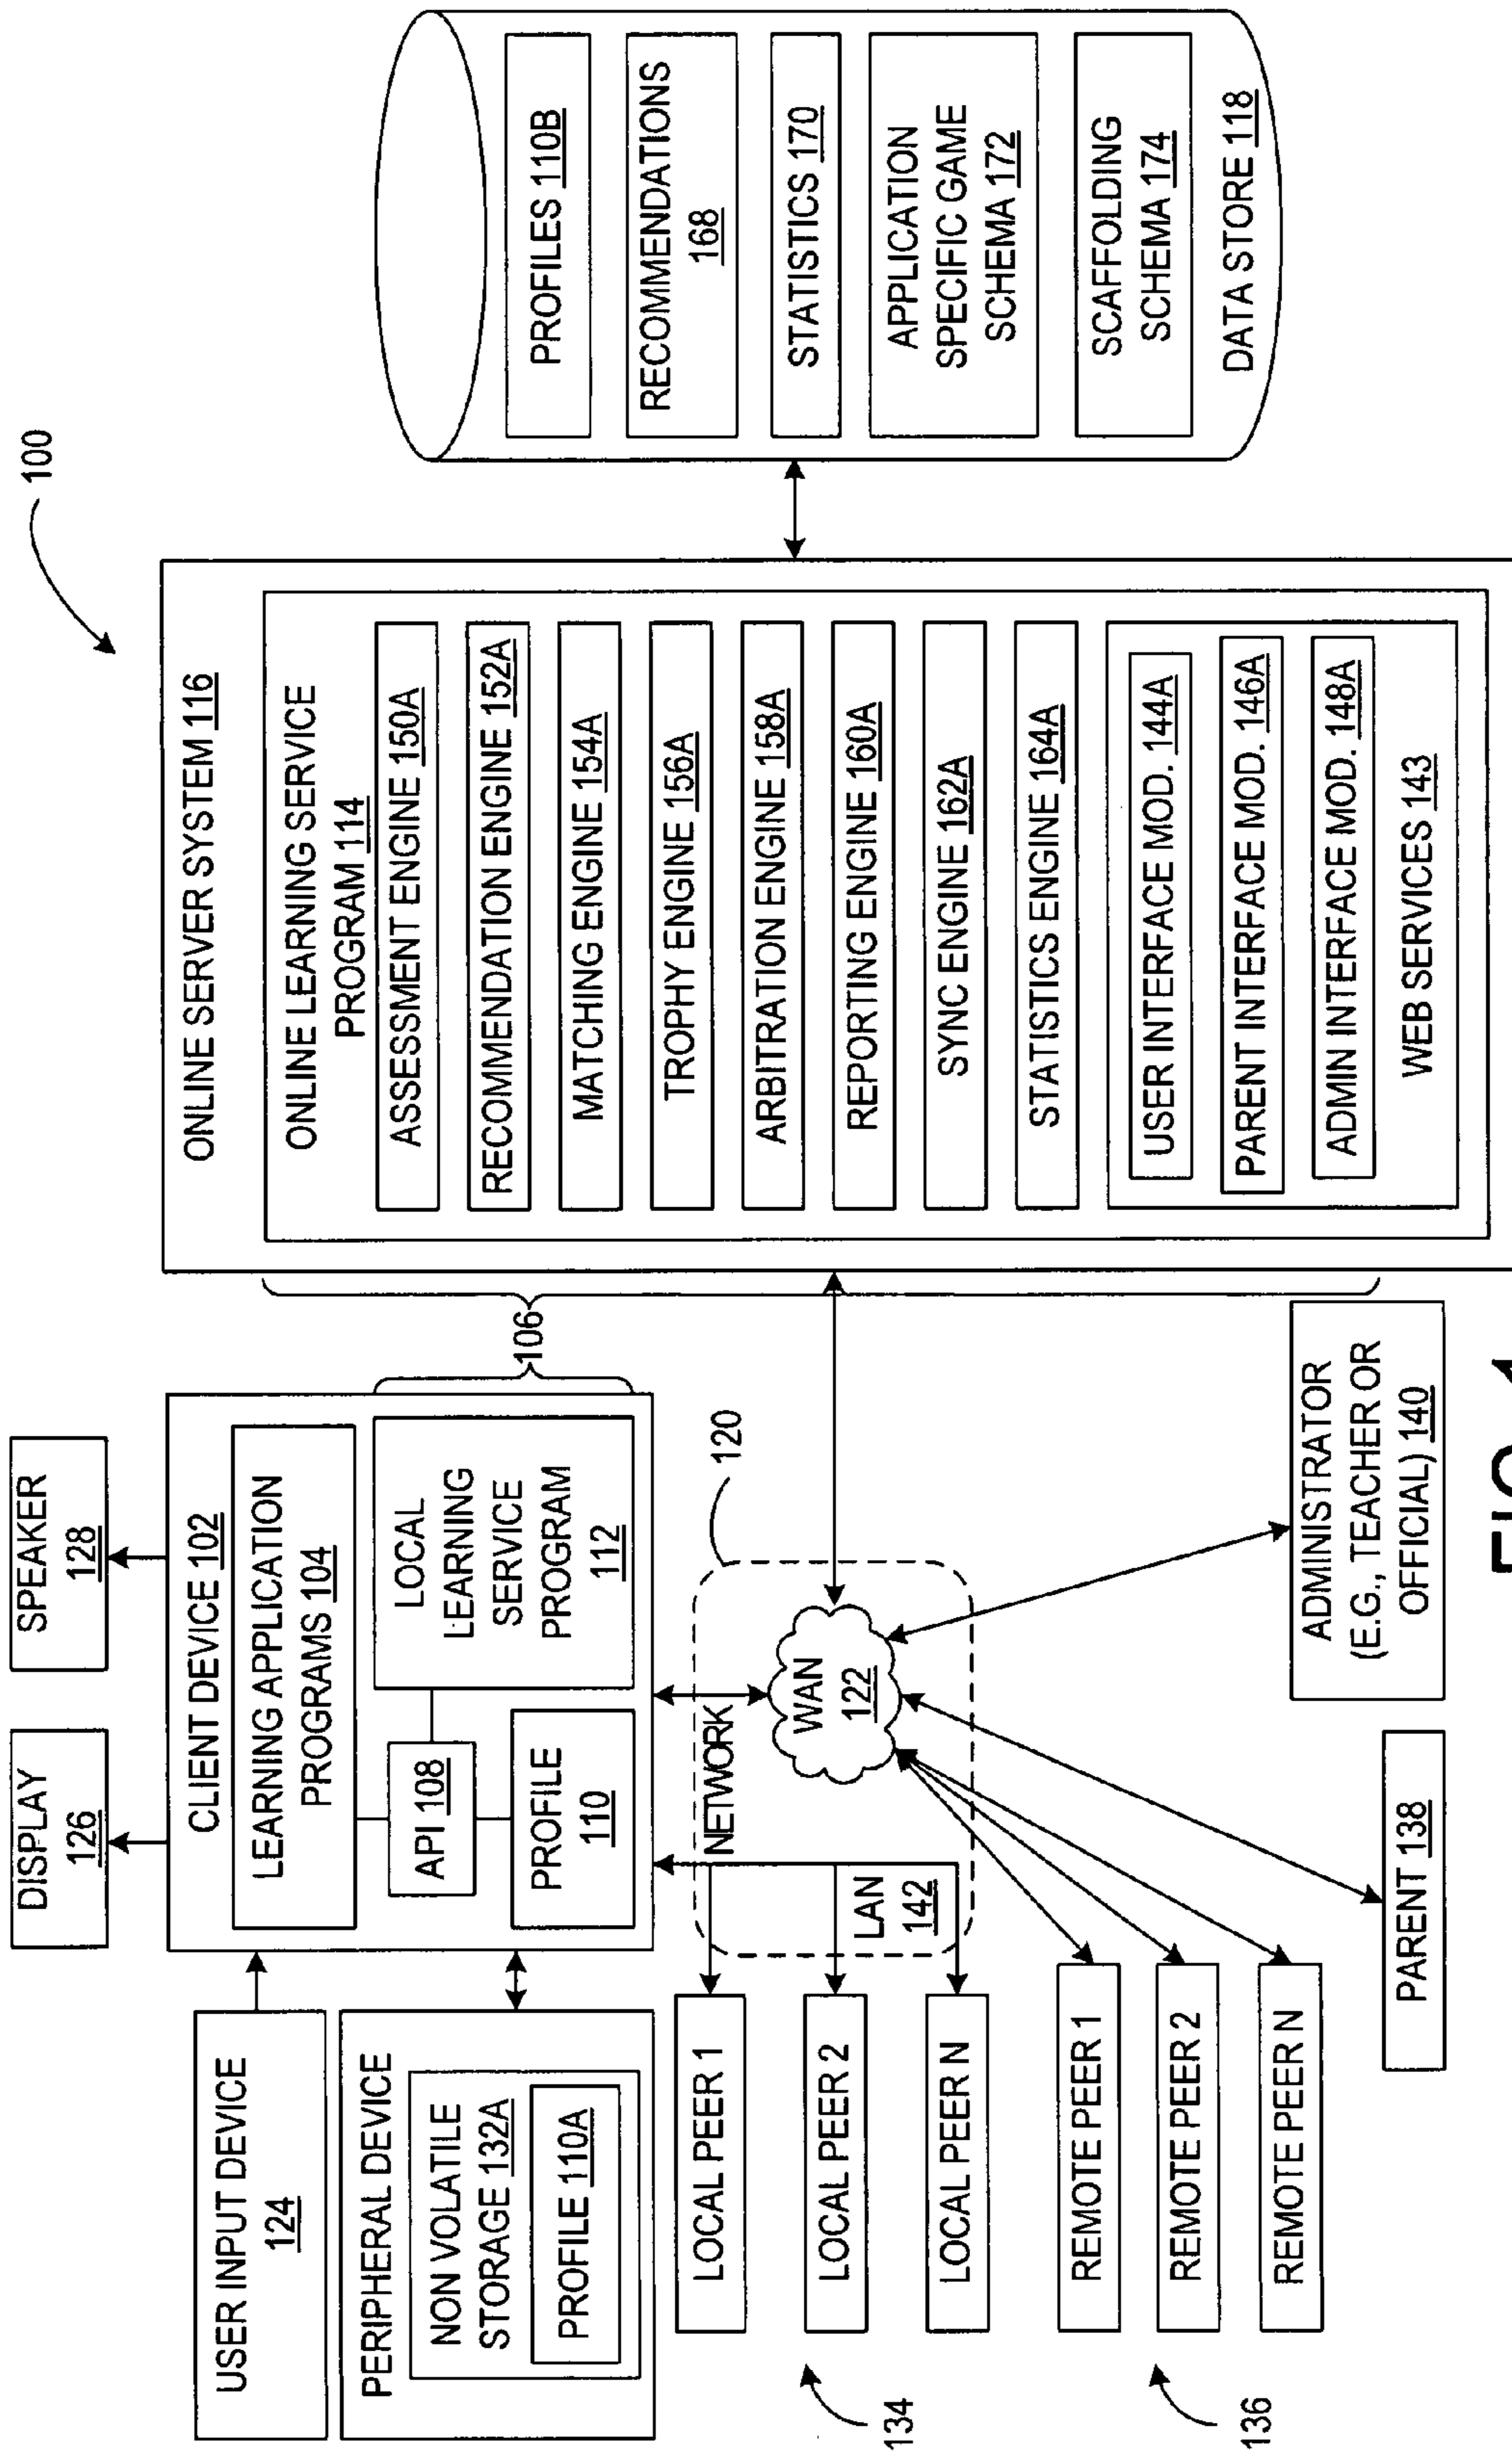 100
DISPLAY
126
SPEAKER
128
USER INPUT DEVICE
124
PERIPHERAL DEVICE
NON VOLATILE
STORAGE 132A
PROFILE 110A
CLIENT DEVICE 102
LEARNING APPLICATION
PROGRAMS 104
API 108
PROFILE
110
LOCAL
LEARNING
SERVICE
PROGRAM
112
106
NETWORK
120
WAN
122
LAN
142
LOCAL PEER 1
LOCAL PEER 2
LOCAL PEER N
134
REMOTE PEER 1
REMOTE PEER 2
REMOTE PEER N
136
PARENT 138
ADMINISTRATOR
(E.G., TEACHER OR
OFFICIAL) 140
ONLINE SERVER SYSTEM 116
ONLINE LEARNING SERVICE
PROGRAM 114
ASSESSMENT ENGINE 150A
RECOMMENDATION ENGINE 152A
MATCHING ENGINE 154A
TROPHY ENGINE 156A
ARBITRATION ENGINE 158A
REPORTING ENGINE 160A
SYNC ENGINE 162A
STATISTICS ENGINE 164A
USER INTERFACE MOD. 144A
PARENT INTERFACE MOD. 146A
ADMIN INTERFACE MOD. 148A
WEB SERVICES 143
PROFILES 110B
RECOMMENDATIONS
168
STATISTICS 170
APPLICATION
SPECIFIC GAME
SCHEMA 172
SCAFFOLDING
SCHEMA 174
DATA STORE 118